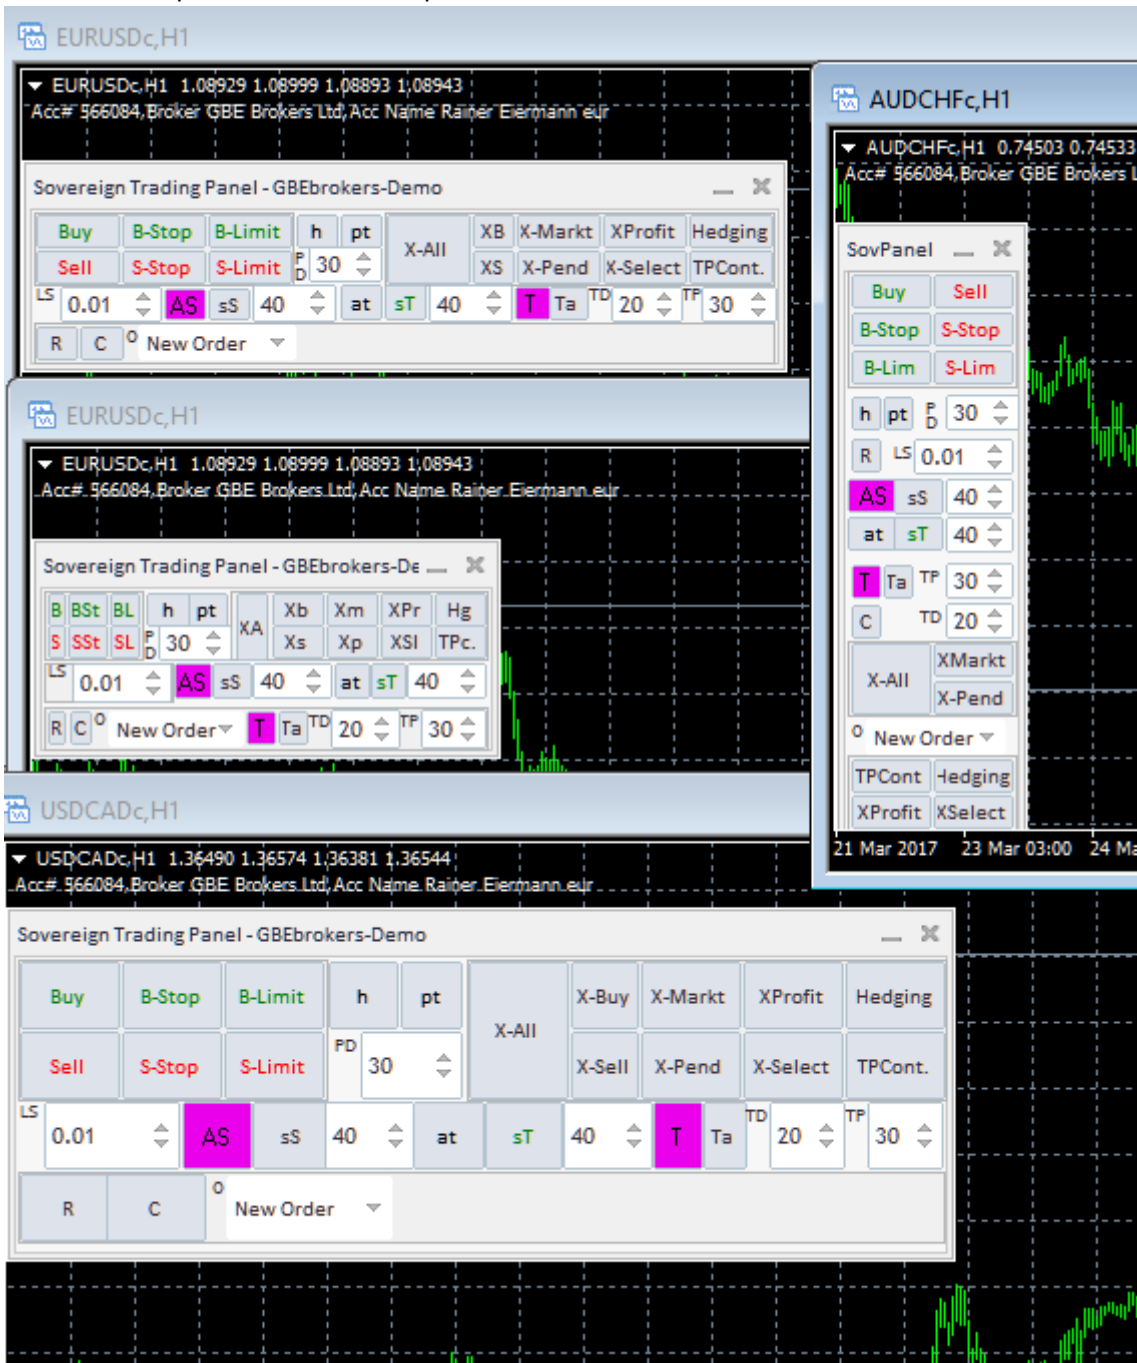 EURUSDc,H1
EURUSDc,H1 1.08929 1.08999 1.08893 1.08943
Acc# 566084, Broker GBE Brokers Ltd, Acc Name Rainer Eiermann eur
Sovereign Trading Panel - GBEbrokers-Demo
Buy B-Stop B-Limit h pt X-All XB X-Markt XProfit Hedging
Sell S-Stop S-Limit PD 30 XS X-Pend X-Select TPCont.
LS 0.01 AS sS 40 at sT 40 T Ta TD 20 TP 30
R C O New Order
EURUSDc,H1
EURUSDc,H1 1.08929 1.08999 1.08893 1.08943
Acc# 566084, Broker GBE Brokers Ltd, Acc Name Rainer Eiermann eur
Sovereign Trading Panel - GBEbrokers-De
B BSt BL h pt XA Xb Xm XPr Hg
S SSt SL PD 30 Xs Xp XSl TPc.
LS 0.01 AS sS 40 at sT 40
R C O New Order T Ta TD 20 TP 30
AUDCHFc,H1
AUDCHFc,H1 0.74503 0.74533
Acc# 566084, Broker GBE Brokers L
SovPanel
Buy Sell
B-Stop S-Stop
B-Lim S-Lim
h pt PD 30
R LS 0.01
AS sS 40
at sT 40
T Ta TP 30
C TD 20
X-All XMarkt
X-Pend
O New Order
TPCont Hedging
XProfit XSelect
21 Mar 2017 23 Mar 03:00 24 Ma
USDCADc,H1
USDCADc,H1 1.36490 1.36574 1.36381 1.36544
Acc# 566084, Broker GBE Brokers Ltd, Acc Name Rainer Eiermann eur
Sovereign Trading Panel - GBEbrokers-Demo
Buy B-Stop B-Limit h pt X-All X-Buy X-Markt XProfit Hedging
Sell S-Stop S-Limit PD 30 X-Sell X-Pend X-Select TPCont.
LS 0.01 AS sS 40 at sT 40 T Ta TD 20 TP 30
R C O New Order